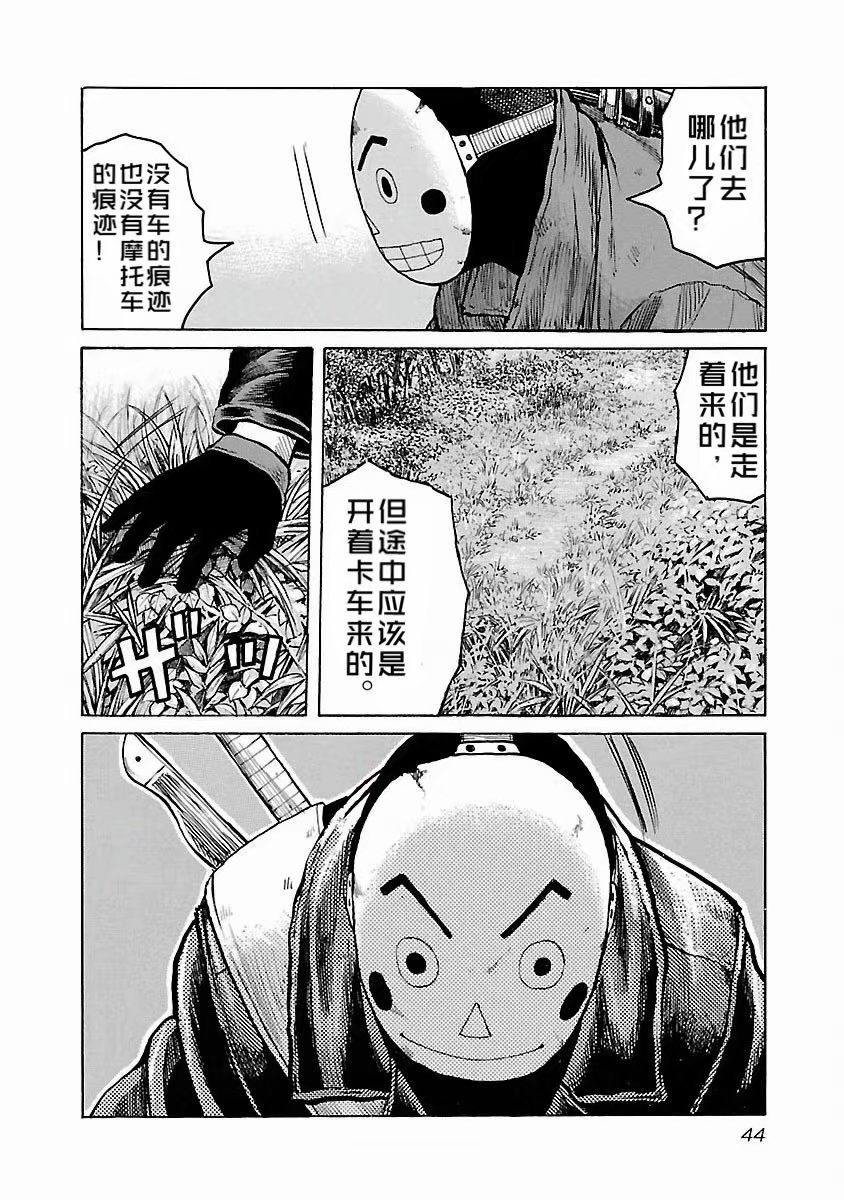 他们去
哪儿了？
没有车的痕迹
也没有摩托车
的痕迹！
他们是走
着来的，
但途中应该是
开着卡车来的。
ザッ
44